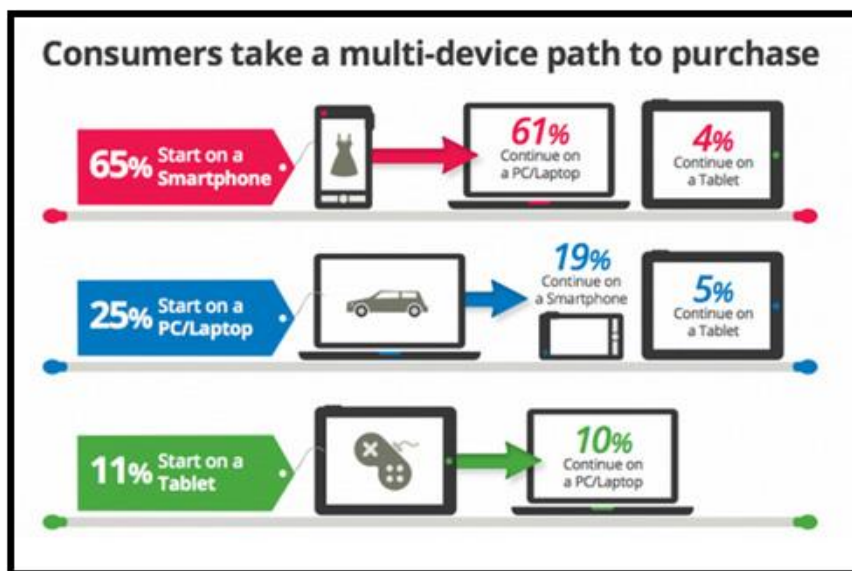 Consumers take a multi-device path to purchase
65% Start on a
Smartphone
61%
Continue on
a PC/Laptop
4%
Continue on
a Tablet
25% Start on a
PC/Laptop
19%
Continue on
a Smartphone
5%
Continue on
a Tablet
11% Start on a
Tablet
10%
Continue on
a PC/Laptop